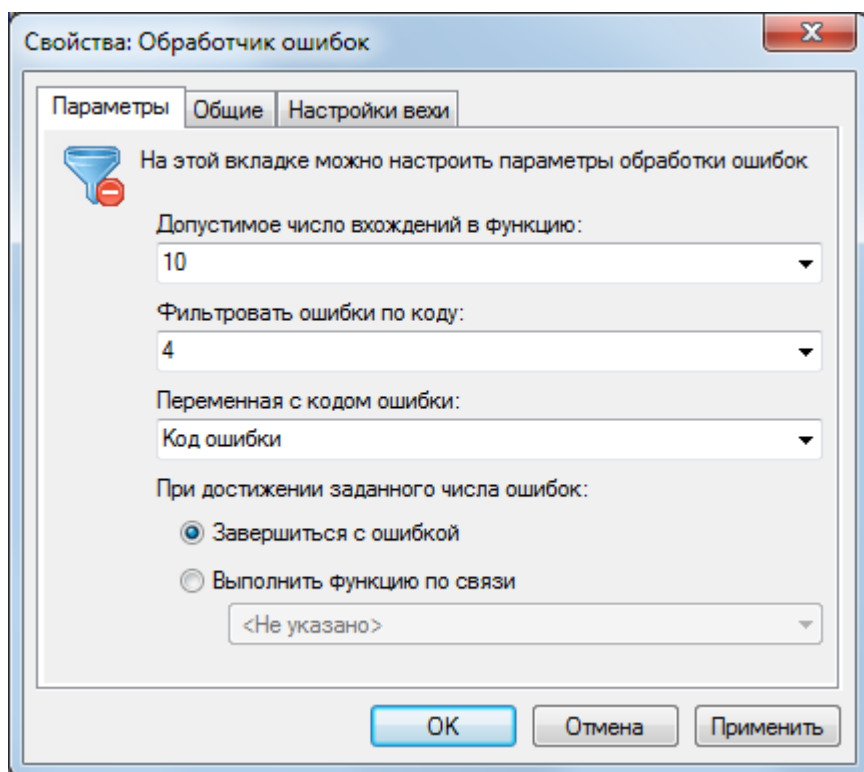 Свойства: Обработчик ошибок
Параметры Общие Настройки вехи
На этой вкладке можно настроить параметры обработки ошибок
Допустимое число вхождений в функцию:
10
Фильтровать ошибки по коду:
4
Переменная с кодом ошибки:
Код ошибки
При достижении заданного числа ошибок:
Завершиться с ошибкой
Выполнить функцию по связи
<Не указано>
ОК Отмена Применить